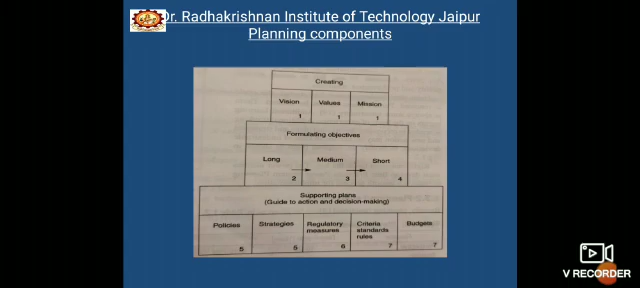 Dr. Radhakrishnan Institute of Technology Jaipur
Planning components
Creating
Vision Values Mission
1 1 1
Formulating objectives
Long Medium Short
2 3 4
Supporting plans
(Guide to action and decision-making)
Policies Strategies Regulatory Criteria Budgets
measures standards
rules
5 5 6 7 7
V RECORDER